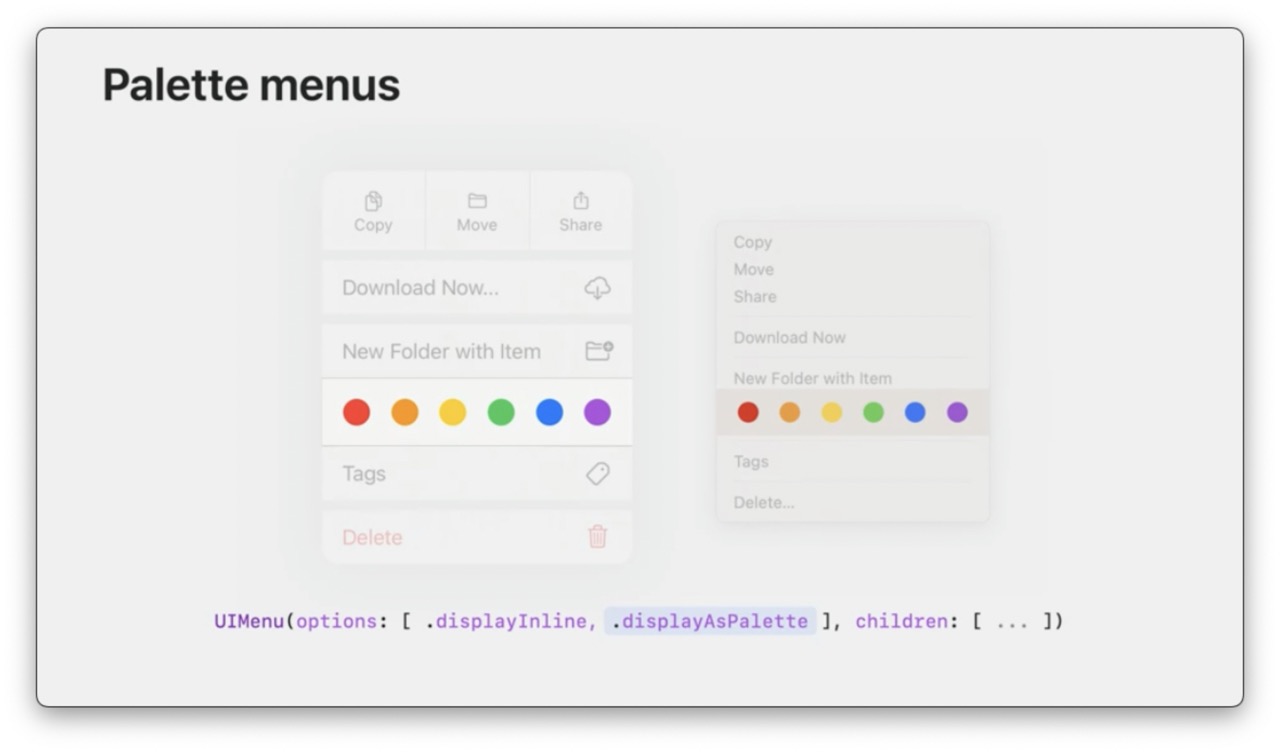 Palette menus
Copy
Move
Share
Download Now...
New Folder with Item
Tags
Delete
Copy
Move
Share
Download Now
New Folder with Item
Tags
Delete...
UIMenu(options: [ .displayInline, .displayAsPalette ], children: [ ... ])